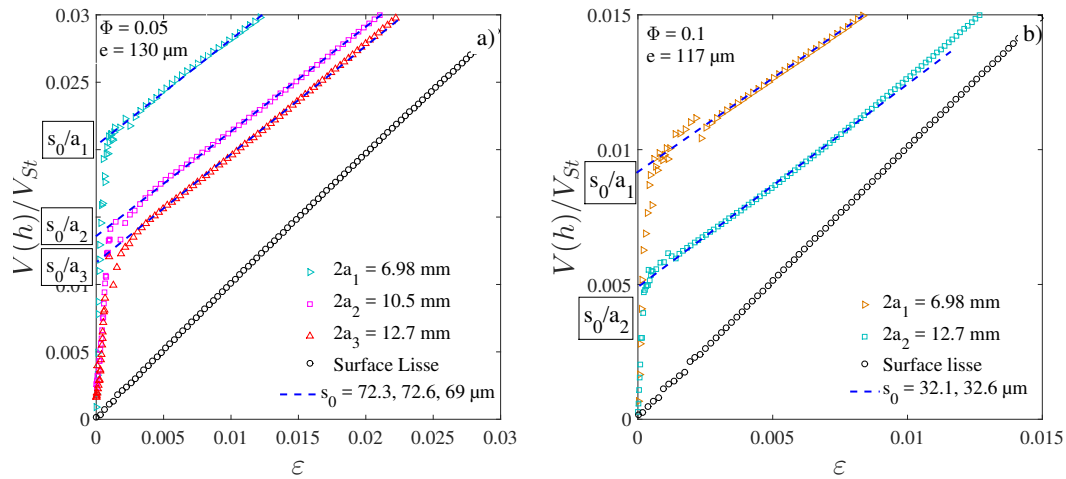 Φ = 0.05
e = 130 μm
a)
0.03
0.025
0.02
0.01
0.005
0
s₀/a₁
s₀/a₂
s₀/a₃
V(h)/V_St
2a₁ = 6.98 mm
2a₂ = 10.5 mm
2a₃ = 12.7 mm
Surface Lisse
s₀ = 72.3, 72.6, 69 μm
0 0.005 0.01 0.015 0.02 0.025 0.03
ε
Φ = 0.1
e = 117 μm
b)
0.015
0.01
0.005
0
s₀/a₁
s₀/a₂
V(h)/V_St
2a₁ = 6.98 mm
2a₂ = 12.7 mm
Surface lisse
s₀ = 32.1, 32.6 μm
0 0.005 0.01 0.015
ε